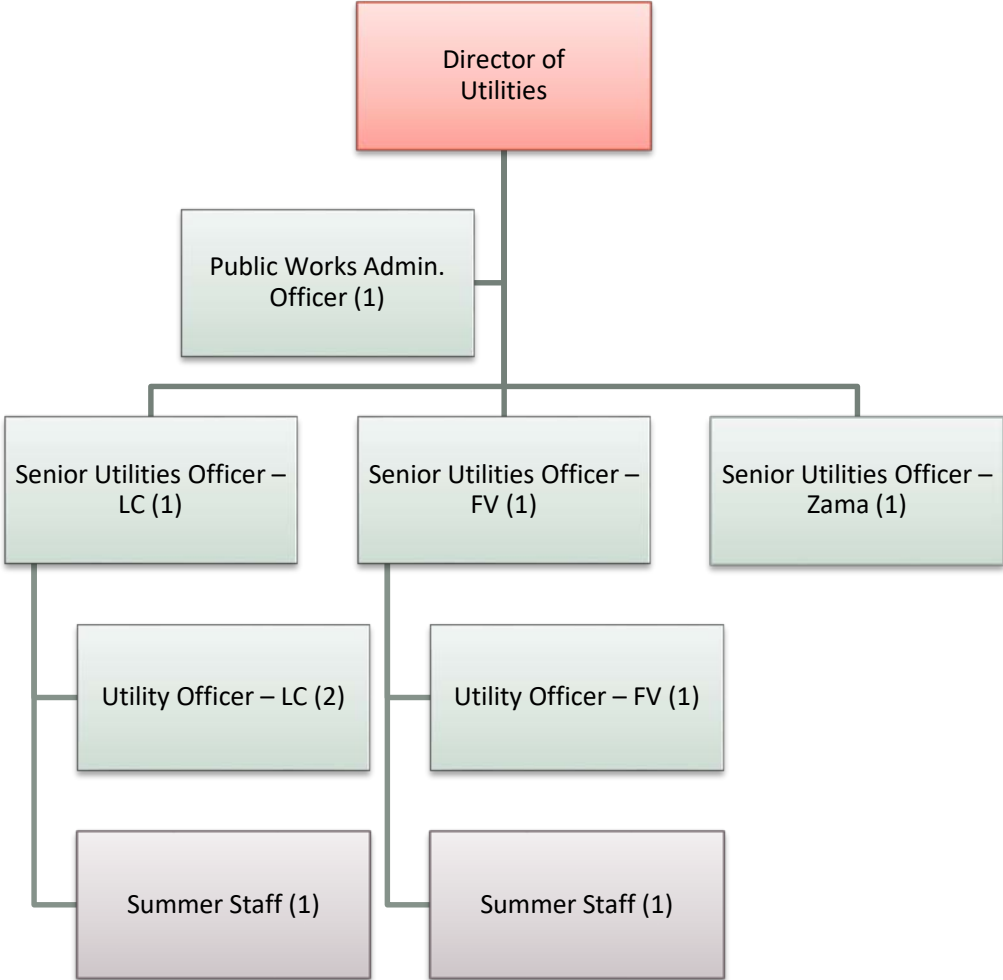 Director of
Utilities
Public Works Admin.
Officer (1)
Senior Utilities Officer –
LC (1)
Senior Utilities Officer –
FV (1)
Senior Utilities Officer –
Zama (1)
Utility Officer – LC (2)
Utility Officer – FV (1)
Summer Staff (1)
Summer Staff (1)